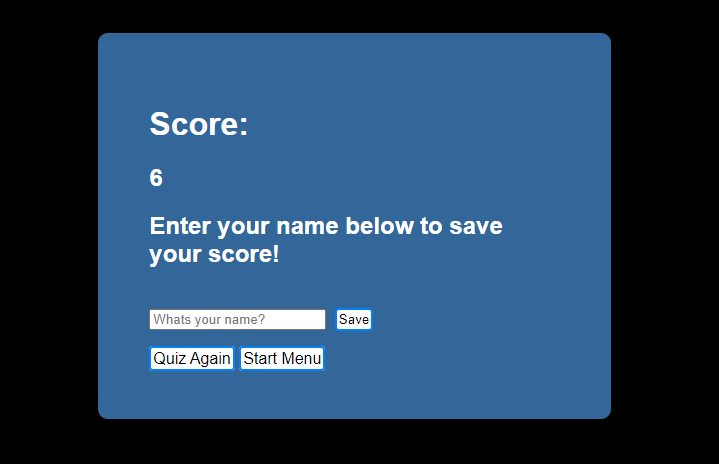 Score:
6
Enter your name below to save
your score!
Whats your name? Save
Quiz Again Start Menu